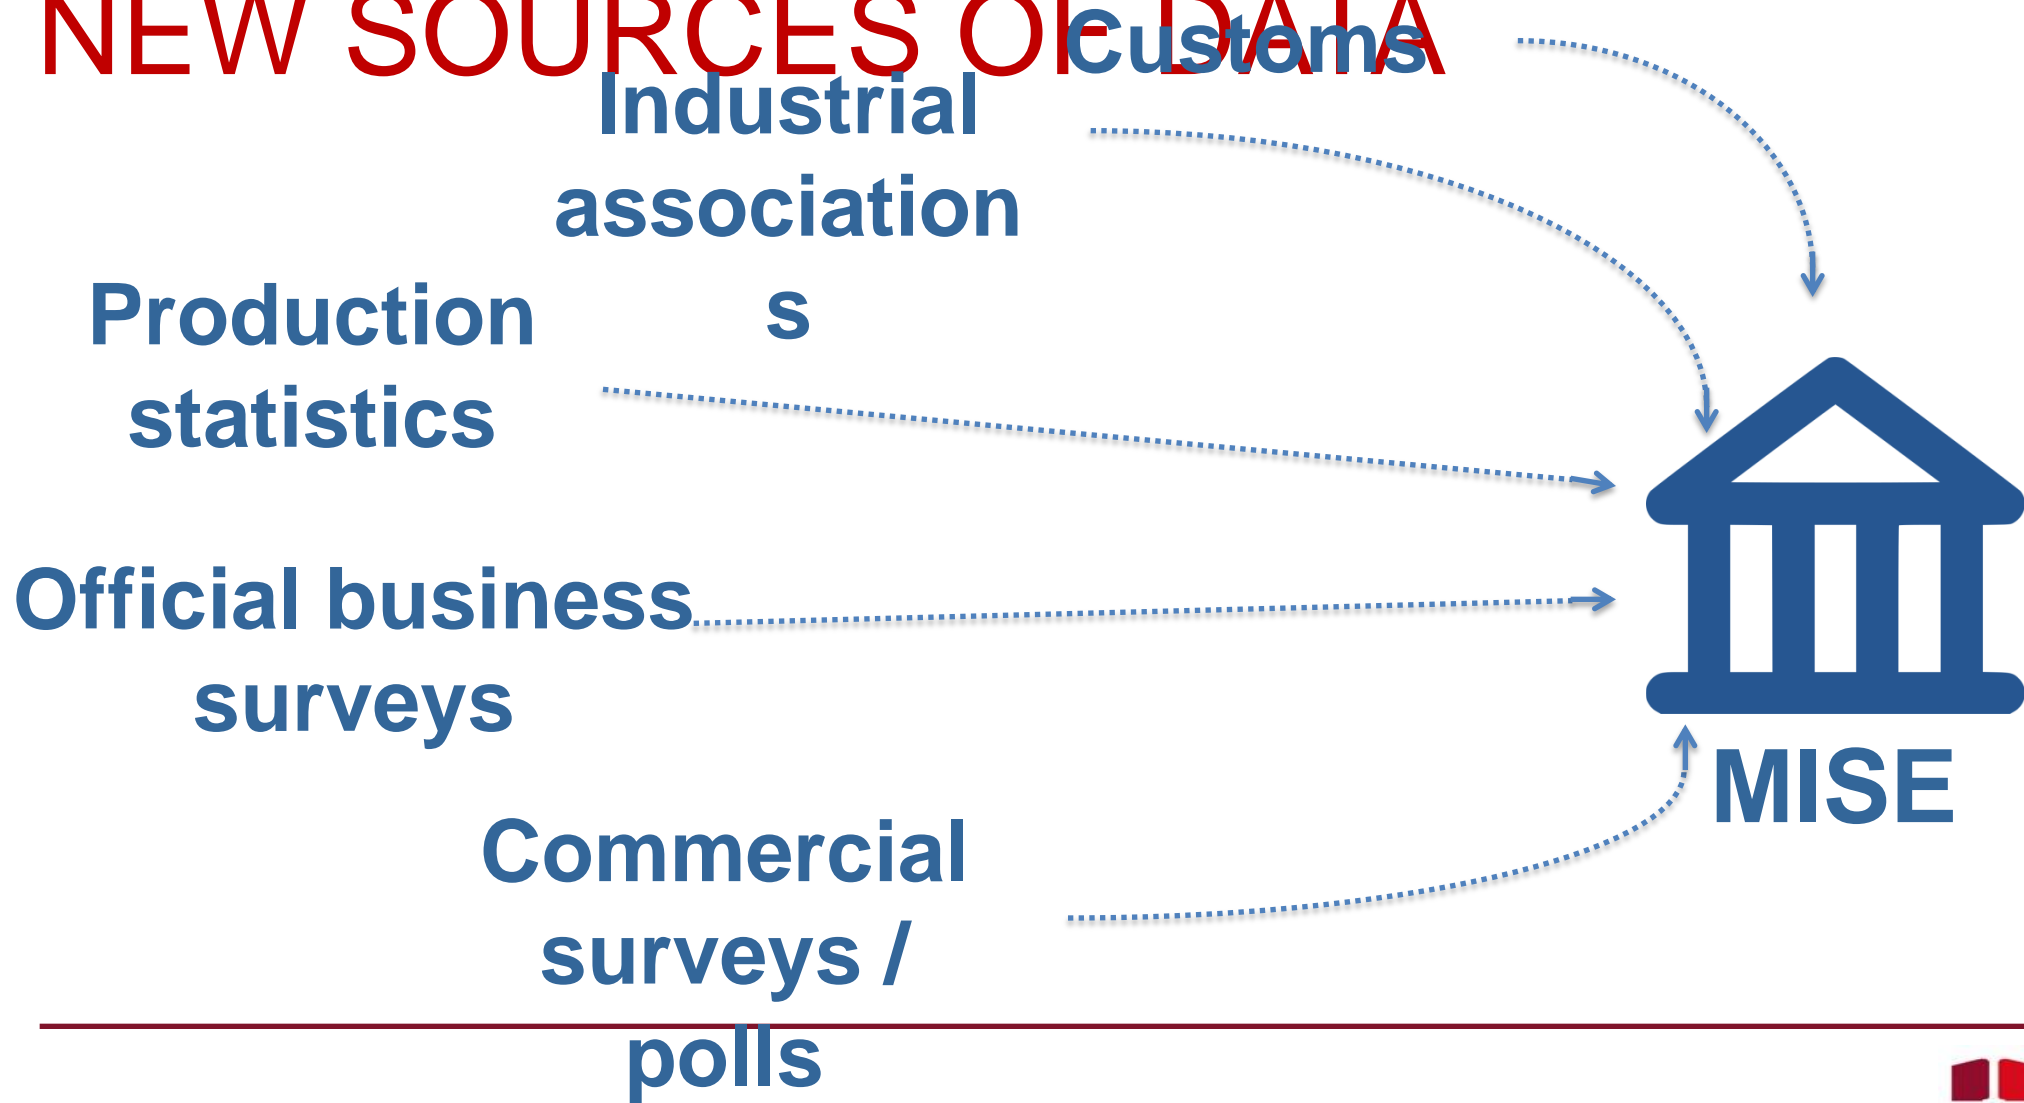 NEW SOURCES OF DATA
Customs
Industrial
association
s
Production
statistics
Official business
surveys
MISE
Commercial
surveys /
polls